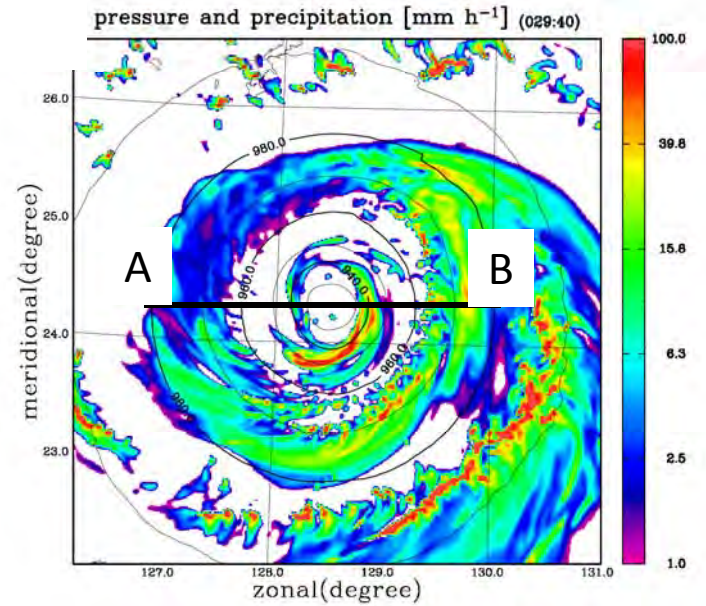 pressure and precipitation [mm h⁻¹] (029:40)
100.0
39.8
15.6
6.3
2.5
1.0
26.0
25.0
24.0
23.0
meridional(degree)
980.0
960.0
940.0
960.0
980.0
A
B
127.0 128.0 129.0 130.0 131.0
zonal(degree)